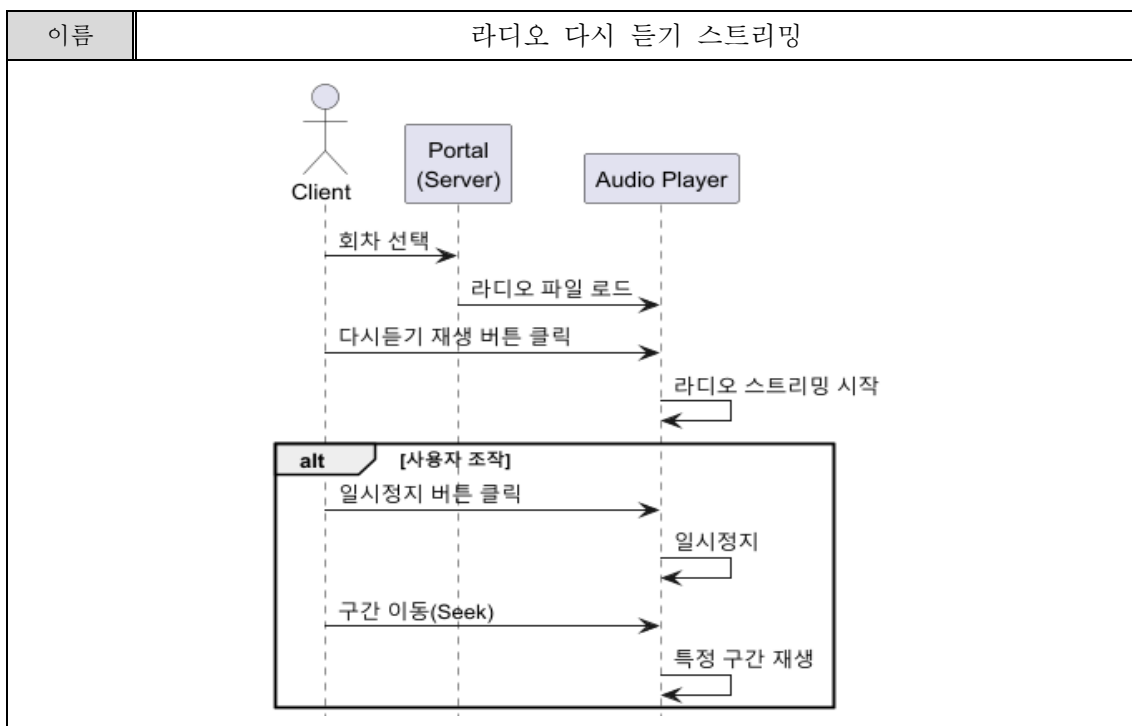 이름
라디오 다시 듣기 스트리밍
Client
Portal
(Server)
Audio Player
회차 선택
라디오 파일 로드
다시듣기 재생 버튼 클릭
라디오 스트리밍 시작
alt
[사용자 조작]
일시정지 버튼 클릭
일시정지
구간 이동(Seek)
특정 구간 재생